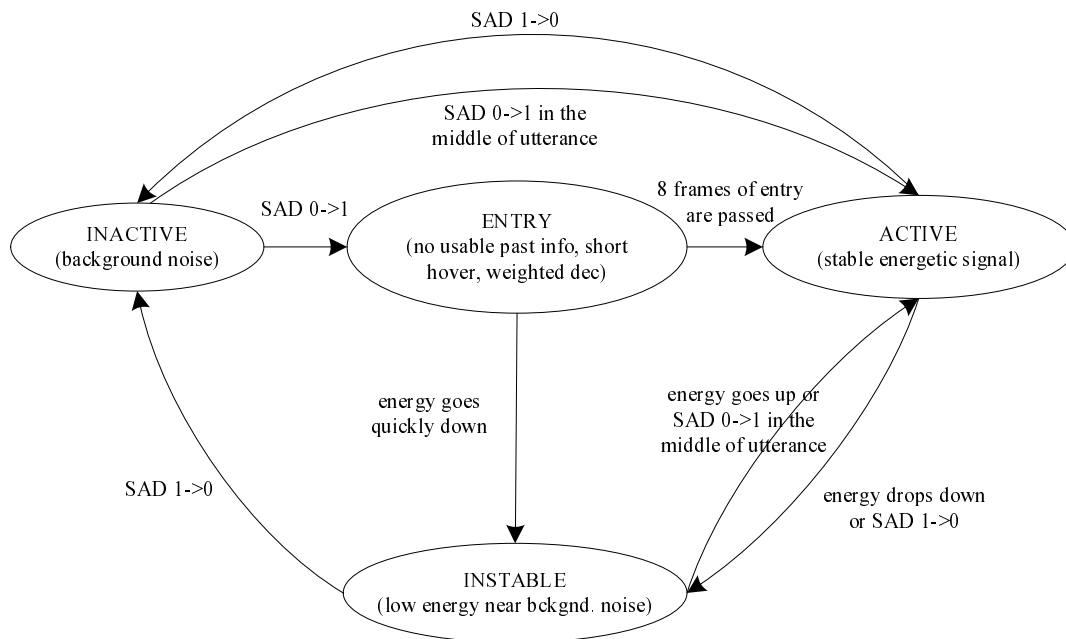 SAD 1->0
SAD 0->1 in the
middle of utterance
8 frames of entry
are passed
SAD 0->1
INACTIVE
(background noise)
ENTRY
(no usable past info, short
hover, weighted dec)
ACTIVE
(stable energetic signal)
energy goes
quickly down
energy goes up or
SAD 0->1 in the
middle of utterance
SAD 1->0
energy drops down
or SAD 1->0
INSTABLE
(low energy near bckgnd. noise)